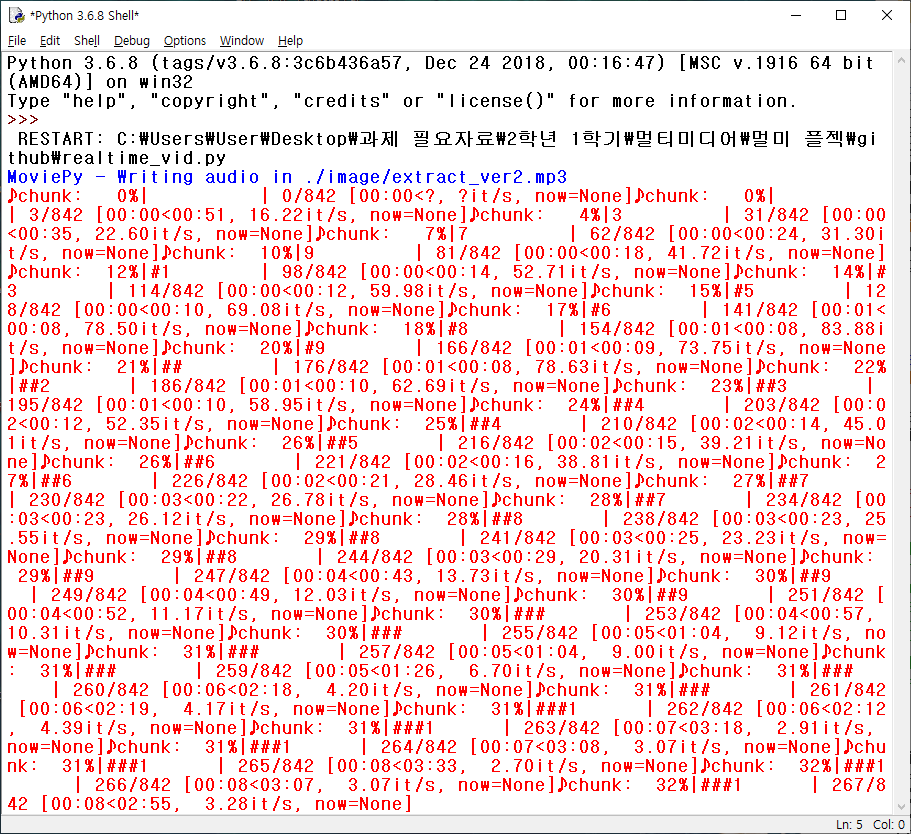 *Python 3.6.8 Shell*
File Edit Shell Debug Options Window Help
Python 3.6.8 (tags/v3.6.8:3c6b436a57, Dec 24 2018, 00:16:47) [MSC v.1916 64 bit
(AMD64)] on win32
Type "help", "copyright", "credits" or "license()" for more information.
>>>
 RESTART: C:₩Users₩User₩Desktop₩과제 필요자료₩2학년 1학기₩멀티미디어₩멀미 플젝₩gi
thub₩realtime_vid.py
MoviePy - Writing audio in ./image/extract_ver2.mp3
♪chunk:   0%|          | 0/842 [00:00<?, ?it/s, now=None]♪chunk:   0%|
| 3/842 [00:00<00:51, 16.22it/s, now=None]♪chunk:   4%|3         | 31/842 [00:00
<00:35, 22.60it/s, now=None]♪chunk:   7%|7         | 62/842 [00:00<00:24, 31.30i
t/s, now=None]♪chunk:  10%|9         | 81/842 [00:00<00:18, 41.72it/s, now=None]
♪chunk:  12%|#1        | 98/842 [00:00<00:14, 52.71it/s, now=None]♪chunk:  14%|#
3        | 114/842 [00:00<00:12, 59.98it/s, now=None]♪chunk:  15%|#5        | 12
8/842 [00:00<00:10, 69.08it/s, now=None]♪chunk:  17%|#6        | 141/842 [00:01<
00:08, 78.50it/s, now=None]♪chunk:  18%|#8        | 154/842 [00:01<00:08, 83.88i
t/s, now=None]♪chunk:  20%|#9        | 166/842 [00:01<00:09, 73.75it/s, now=None
]♪chunk:  21%|##        | 176/842 [00:01<00:08, 78.63it/s, now=None]♪chunk:  22%
|##2       | 186/842 [00:01<00:10, 62.69it/s, now=None]♪chunk:  23%|##3       |
195/842 [00:01<00:10, 58.95it/s, now=None]♪chunk:  24%|##4       | 203/842 [00:0
2<00:12, 52.35it/s, now=None]♪chunk:  25%|##4       | 210/842 [00:02<00:14, 45.0
1it/s, now=None]♪chunk:  26%|##5       | 216/842 [00:02<00:15, 39.21it/s, now=No
ne]♪chunk:  26%|##6       | 221/842 [00:02<00:16, 38.81it/s, now=None]♪chunk:  2
7%|##6       | 226/842 [00:02<00:21, 28.46it/s, now=None]♪chunk:  27%|##7
| 230/842 [00:03<00:22, 26.78it/s, now=None]♪chunk:  28%|##7       | 234/842 [00
:03<00:23, 26.12it/s, now=None]♪chunk:  28%|##8       | 238/842 [00:03<00:23, 25
.55it/s, now=None]♪chunk:  29%|##8       | 241/842 [00:03<00:25, 23.23it/s, now=
None]♪chunk:  29%|##8       | 244/842 [00:03<00:29, 20.31it/s, now=None]♪chunk:
 29%|##9       | 247/842 [00:04<00:43, 13.73it/s, now=None]♪chunk:  30%|##9
  | 249/842 [00:04<00:49, 12.03it/s, now=None]♪chunk:  30%|##9       | 251/842 [
00:04<00:52, 11.17it/s, now=None]♪chunk:  30%|###       | 253/842 [00:04<00:57,
10.31it/s, now=None]♪chunk:  30%|###       | 255/842 [00:05<01:04,  9.12it/s, no
w=None]♪chunk:  31%|###       | 257/842 [00:05<01:04,  9.00it/s, now=None]♪chunk
:  31%|###       | 259/842 [00:05<01:26,  6.70it/s, now=None]♪chunk:  31%|###
    | 260/842 [00:06<02:18,  4.20it/s, now=None]♪chunk:  31%|###       | 261/842
 [00:06<02:19,  4.17it/s, now=None]♪chunk:  31%|###1      | 262/842 [00:06<02:12
,  4.39it/s, now=None]♪chunk:  31%|###1      | 263/842 [00:07<03:18,  2.91it/s,
now=None]♪chunk:  31%|###1      | 264/842 [00:07<03:08,  3.07it/s, now=None]♪chu
nk:  31%|###1      | 265/842 [00:08<03:33,  2.70it/s, now=None]♪chunk:  32%|###1
      | 266/842 [00:08<03:07,  3.07it/s, now=None]♪chunk:  32%|###1      | 267/8
42 [00:08<02:55,  3.28it/s, now=None]
Ln: 5 Col: 0